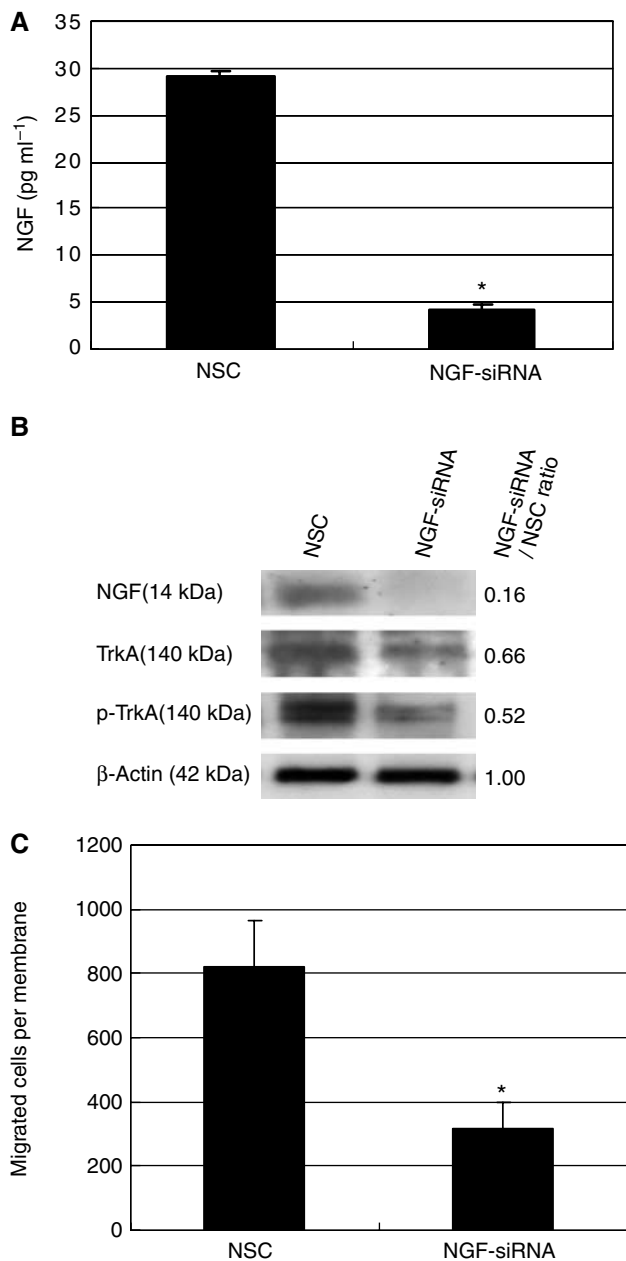 A
35
30
25
20
15
10
5
0
NGF (pg ml−1)
*
NSC
NGF-siRNA
B
NSC
NGF-siRNA
NGF-siRNA
/ NSC ratio
NGF(14 kDa)
0.16
TrkA(140 kDa)
0.66
p-TrkA(140 kDa)
0.52
β-Actin (42 kDa)
1.00
C
1200
1000
800
600
400
200
0
Migrated cells per membrane
*
NSC
NGF-siRNA